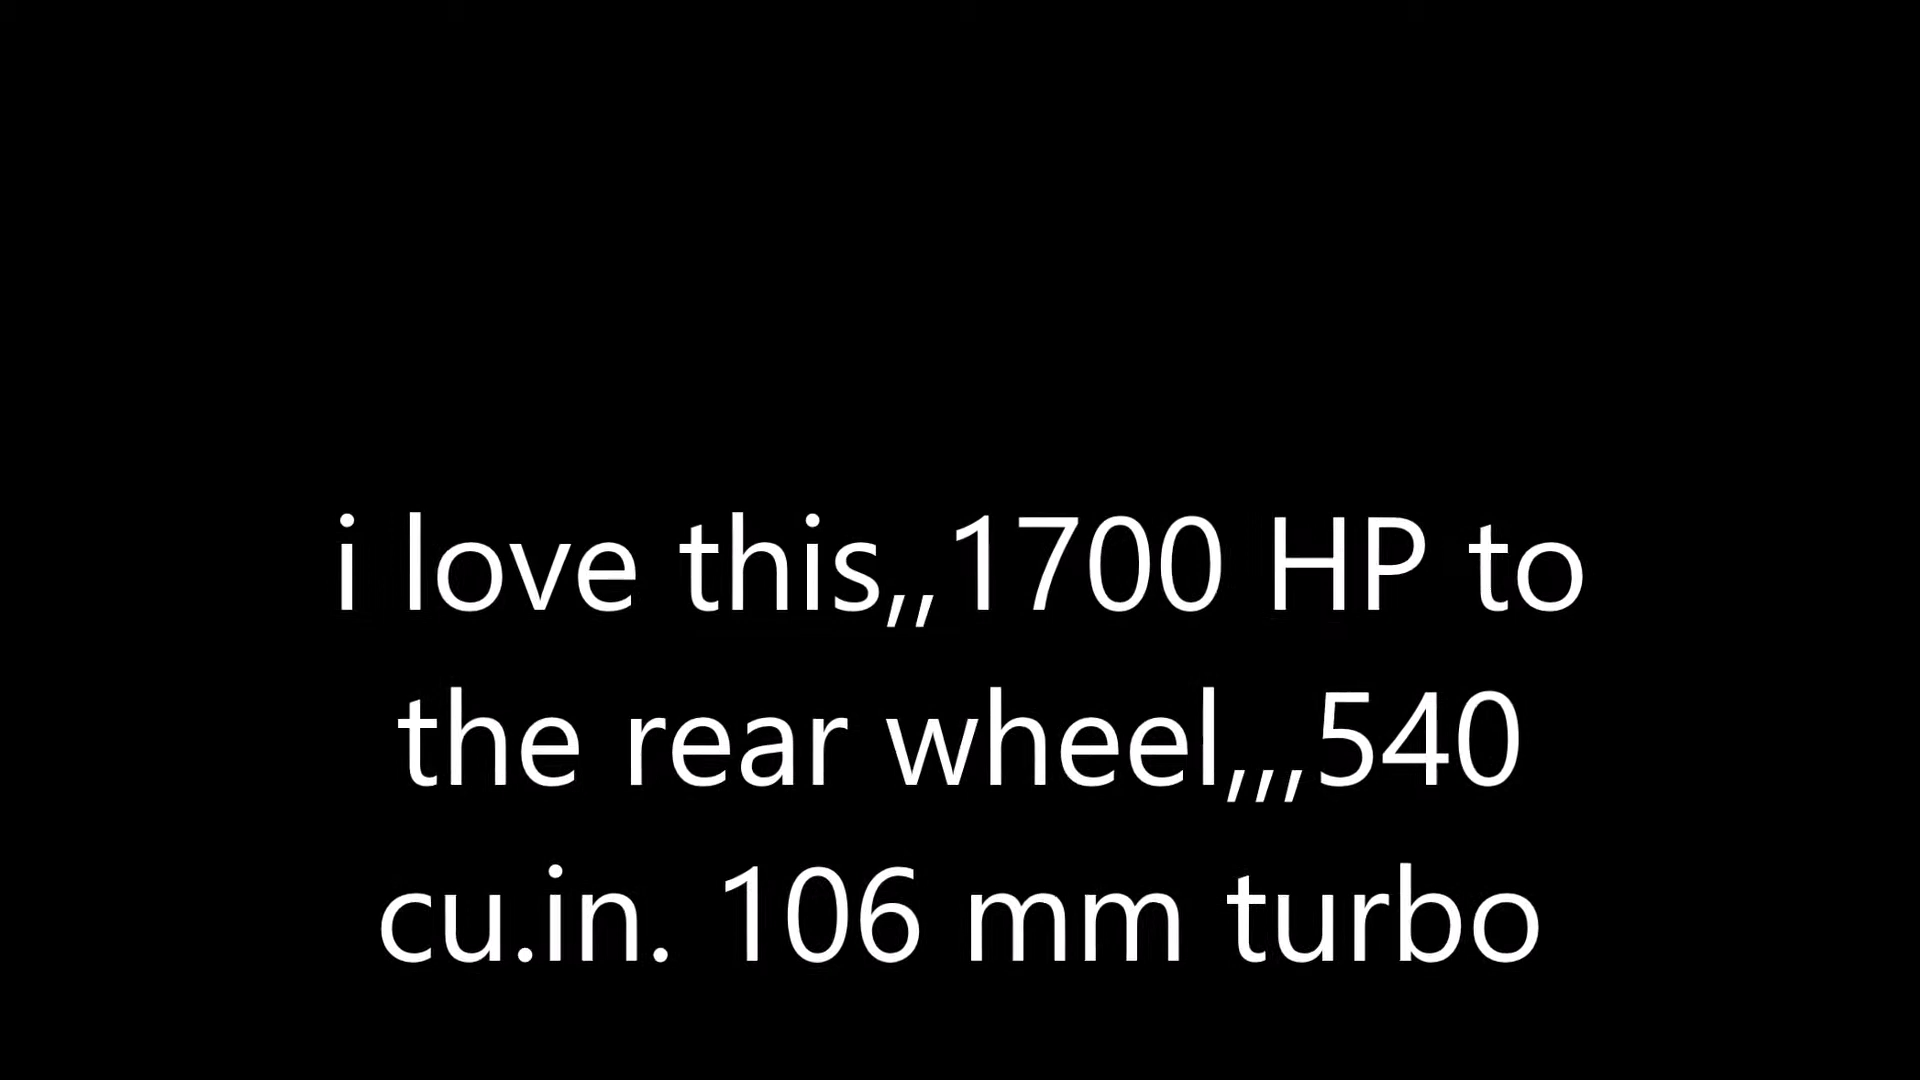 i love this,,1700 HP to
the rear wheel,,,540
cu.in. 106 mm turbo